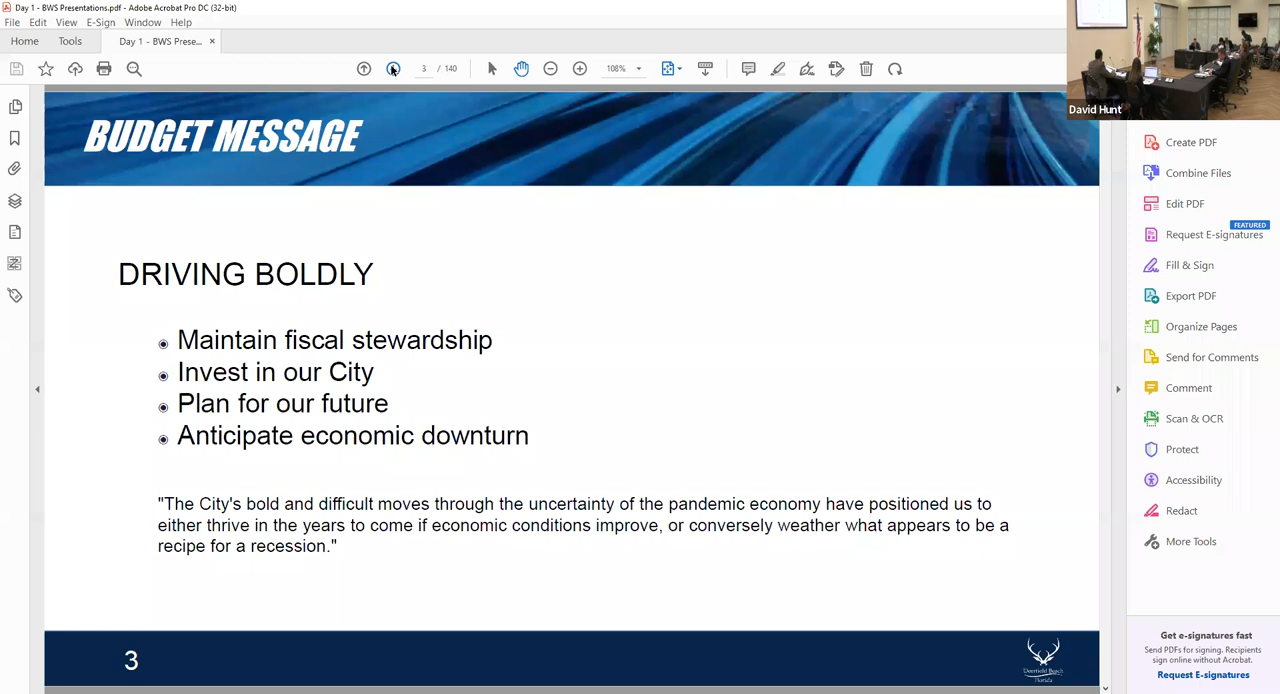 Day 1 - BWS Presentations.pdf - Adobe Acrobat Pro DC (32-bit)
File Edit View E-Sign Window Help
Home Tools Day 1 - BWS Prese... ×
3 / 140 108%
David Hunt
BUDGET MESSAGE
DRIVING BOLDLY
Maintain fiscal stewardship
Invest in our City
Plan for our future
Anticipate economic downturn
"The City's bold and difficult moves through the uncertainty of the pandemic economy have positioned us to
either thrive in the years to come if economic conditions improve, or conversely weather what appears to be a
recipe for a recession."
3
Deerfield Beach
Florida
Create PDF
Combine Files
Edit PDF
FEATURED
Request E-signatures
Fill & Sign
Export PDF
Organize Pages
Send for Comments
Comment
Scan & OCR
Protect
Accessibility
Redact
More Tools
Get e-signatures fast
Send PDFs for signing. Recipients
sign online without Acrobat.
Request E-signatures